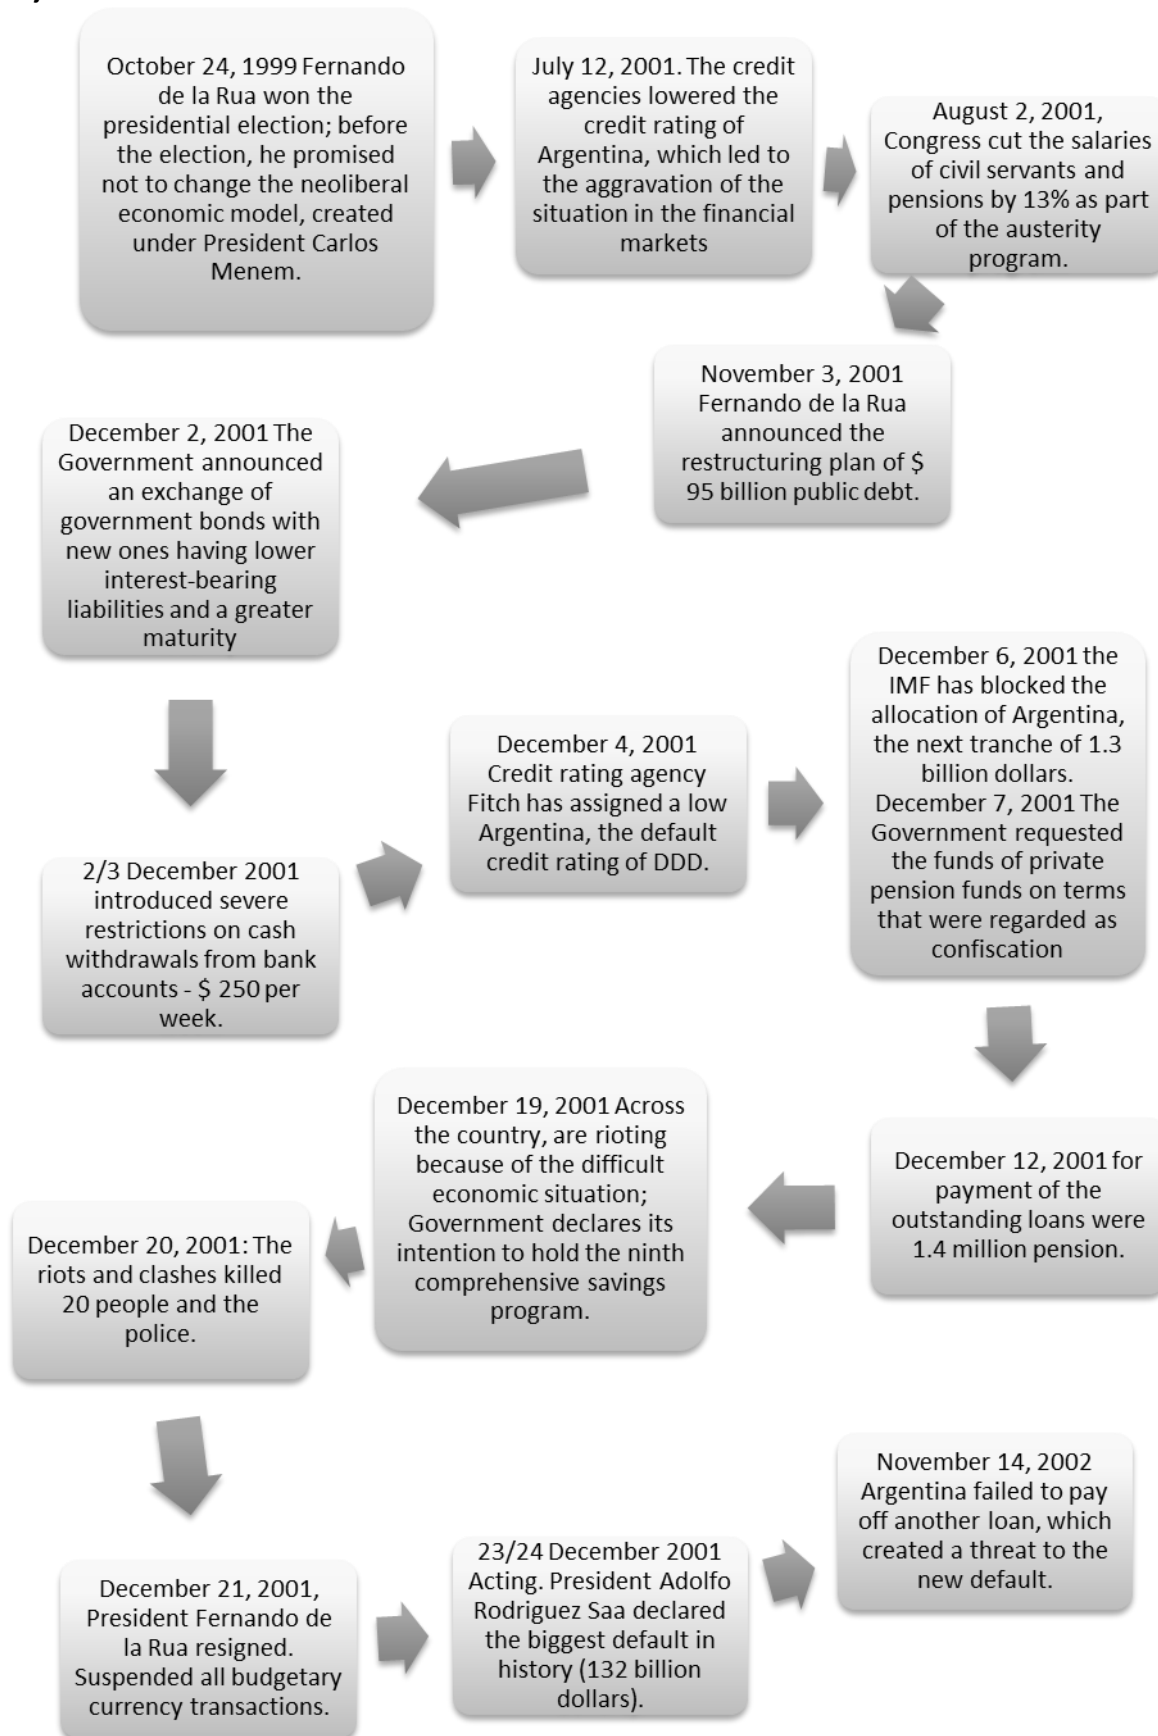 October 24, 1999 Fernando
de la Rua won the
presidential election; before
the election, he promised
not to change the neoliberal
economic model, created
under President Carlos
Menem.
July 12, 2001. The credit
agencies lowered the
credit rating of
Argentina, which led to
the aggravation of the
situation in the financial
markets
August 2, 2001,
Congress cut the salaries
of civil servants and
pensions by 13% as part
of the austerity
program.
November 3, 2001
Fernando de la Rua
announced the
restructuring plan of $
95 billion public debt.
December 2, 2001 The
Government announced
an exchange of
government bonds with
new ones having lower
interest-bearing
liabilities and a greater
maturity
2/3 December 2001
introduced severe
restrictions on cash
withdrawals from bank
accounts - $ 250 per
week.
December 4, 2001
Credit rating agency
Fitch has assigned a low
Argentina, the default
credit rating of DDD.
December 6, 2001 the
IMF has blocked the
allocation of Argentina,
the next tranche of 1.3
billion dollars.
December 7, 2001 The
Government requested
the funds of private
pension funds on terms
that were regarded as
confiscation
December 12, 2001 for
payment of the
outstanding loans were
1.4 million pension.
December 19, 2001 Across
the country, are rioting
because of the difficult
economic situation;
Government declares its
intention to hold the ninth
comprehensive savings
program.
December 20, 2001: The
riots and clashes killed
20 people and the
police.
December 21, 2001,
President Fernando de
la Rua resigned.
Suspended all budgetary
currency transactions.
23/24 December 2001
Acting. President Adolfo
Rodriguez Saa declared
the biggest default in
history (132 billion
dollars).
November 14, 2002
Argentina failed to pay
off another loan, which
created a threat to the
new default.